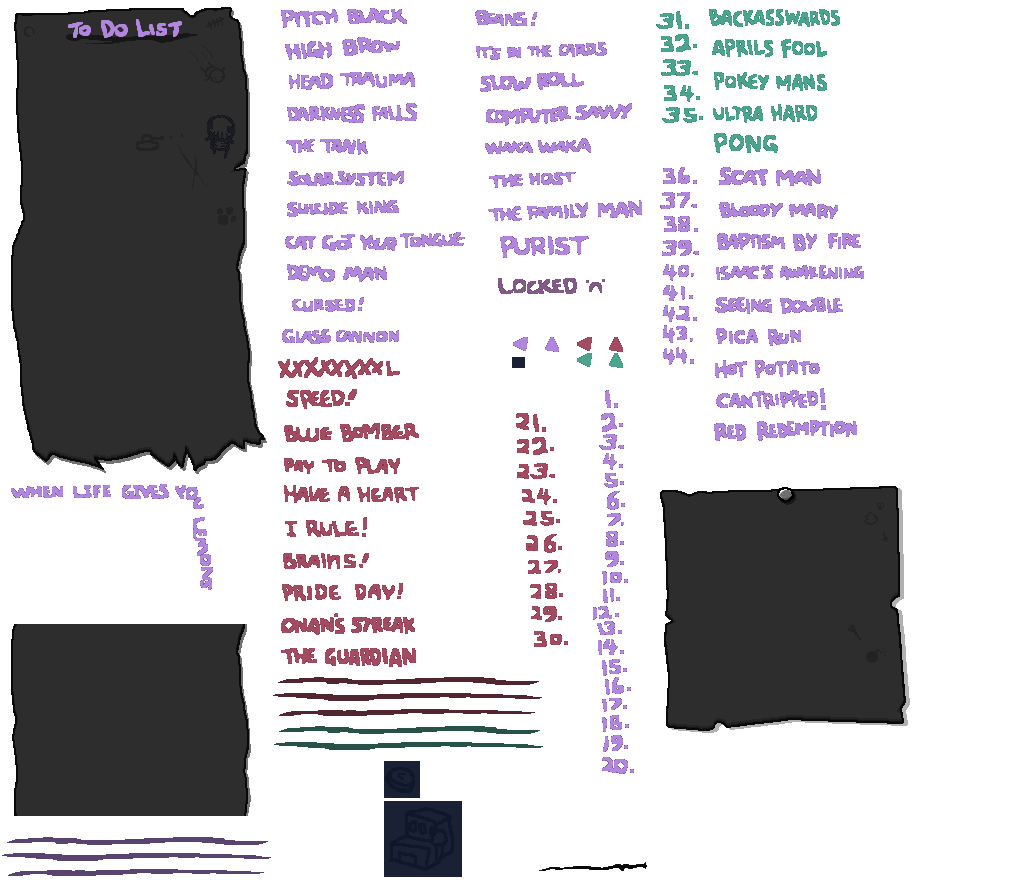 TO DO LIST
PITCH BLACK
HIGH BROW
HEAD TRAUMA
DARKNESS FALLS
THE TANK
SOLAR SYSTEM
SUICIDE KING
CAT GOT YOUR TONGUE
DEMO MAN
CURSED!
GLASS CANNON
XXXXXXXXL
SPEED!
BLUE BOMBER
PAY TO PLAY
HAVE A HEART
I RULE!
BRAINS!
PRIDE DAY!
ONAN'S STREAK
THE GUARDIAN
BEANS!
IT'S IN THE CARDS
SLOW ROLL
COMPUTER SAVVY
WAKA WAKA
THE HOST
THE FAMILY MAN
PURIST
LOCKED 'n'
21.
22.
23.
24.
25.
26.
27.
28.
29.
30.
1.
2.
3.
4.
5.
6.
7.
8.
9.
10.
11.
12.
13.
14.
15.
16.
17.
18.
19.
20.
31.
32.
33.
34.
35.
36.
37.
38.
39.
40.
41.
42.
43.
44.
BACKASSWARDS
APRILS FOOL
POKEY MANS
ULTRA HARD
PONG
SCAT MAN
BLOODY MARY
BAPTISM BY FIRE
ISAAC'S AWAKENING
SEEING DOUBLE
PICA RUN
HOT POTATO
CANTRIPPED!
RED REDEMPTION
WHEN LIFE GIVES YOU LEMONS